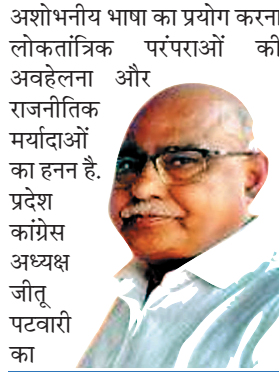 अशोभनीय भाषा का प्रयोग करना
लोकतांत्रिक परंपराओं की
अवहेलना और
राजनीतिक
मर्यादाओं
का हनन है.
प्रदेश
कांग्रेस
अध्यक्ष
जीतू
पटवारी
का